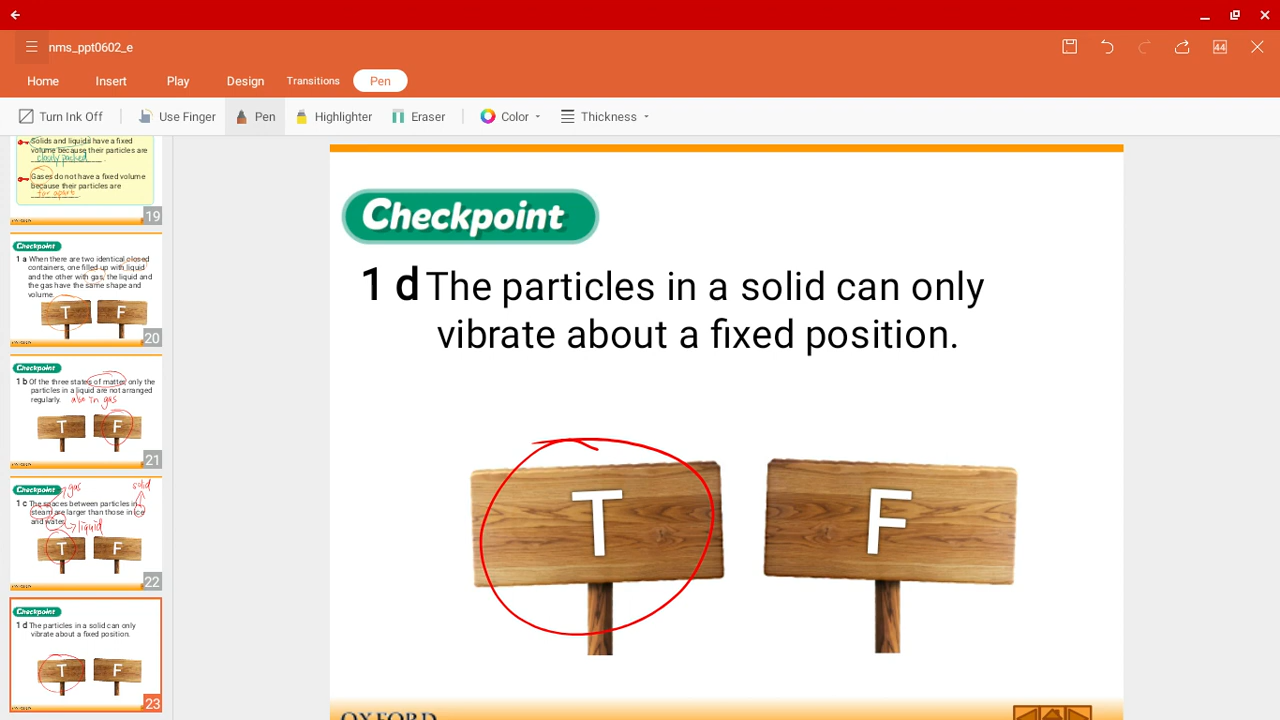 nms_ppt0602_e
44
Home Insert Play Design Transitions Pen
Turn Ink Off Use Finger Pen Highlighter Eraser Color Thickness
Solids and liquids have a fixed
volume because their particles are
closely packed.
Gases do not have a fixed volume
because their particles are
far apart.
19
Checkpoint
1 a When there are two identical closed
containers, one filled up with liquid
and the other with gas, the liquid and
the gas have the same shape and
volume.
T F
20
Checkpoint
1 b Of the three states of matter, only the
particles in a liquid are not arranged
regularly. also in gas
T F
21
gas solid
Checkpoint
1 c The spaces between particles in
steam are larger than those in ice
and water.
liquid
T F
22
Checkpoint
1 d The particles in a solid can only
vibrate about a fixed position.
T F
23
Checkpoint
1 d The particles in a solid can only
vibrate about a fixed position.
T F
OXFORD